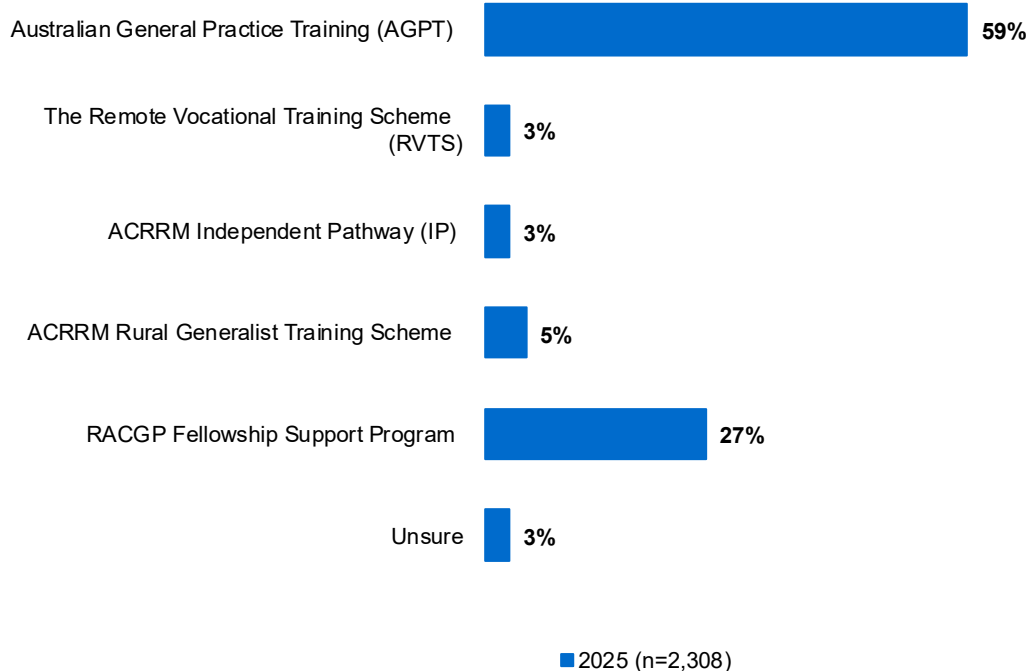 Australian General Practice Training (AGPT)
59%
The Remote Vocational Training Scheme
(RVTS)
3%
ACRRM Independent Pathway (IP)
3%
ACRRM Rural Generalist Training Scheme
5%
RACGP Fellowship Support Program
27%
Unsure
3%
2025 (n=2,308)